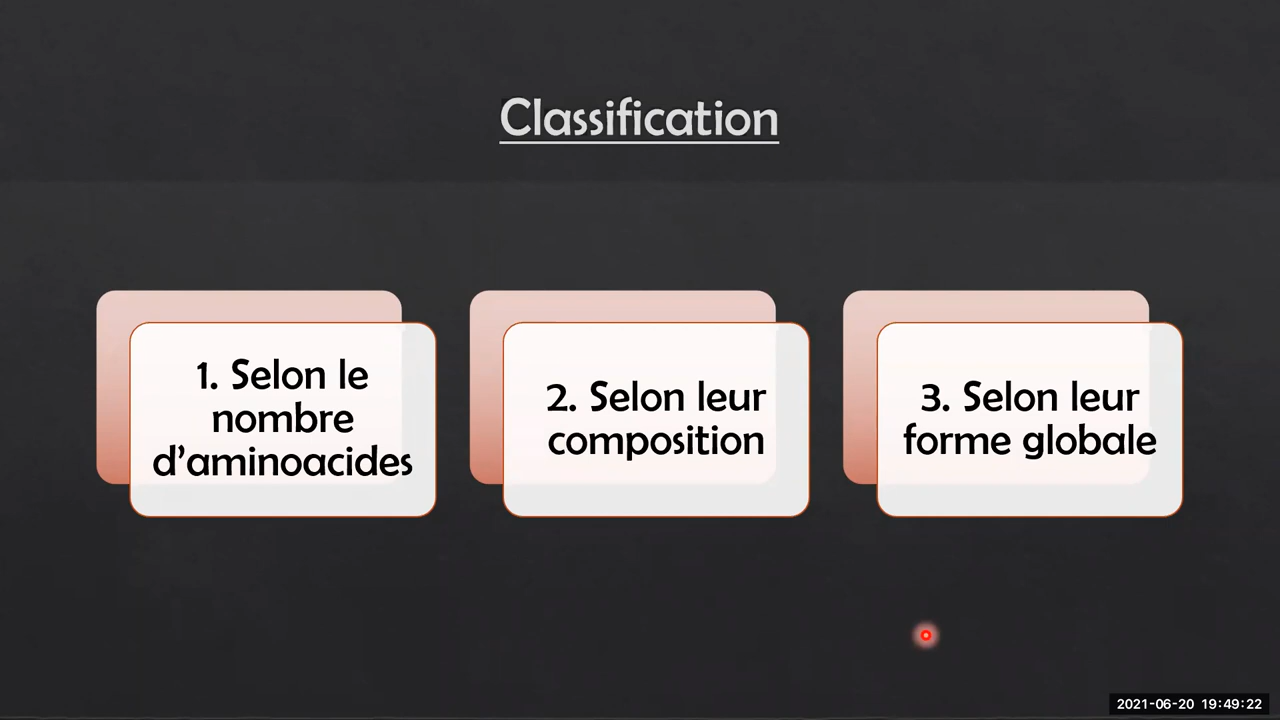 Classification
1. Selon le
nombre
d’aminoacides
2. Selon leur
composition
3. Selon leur
forme globale
2021-06-20 19:49:22